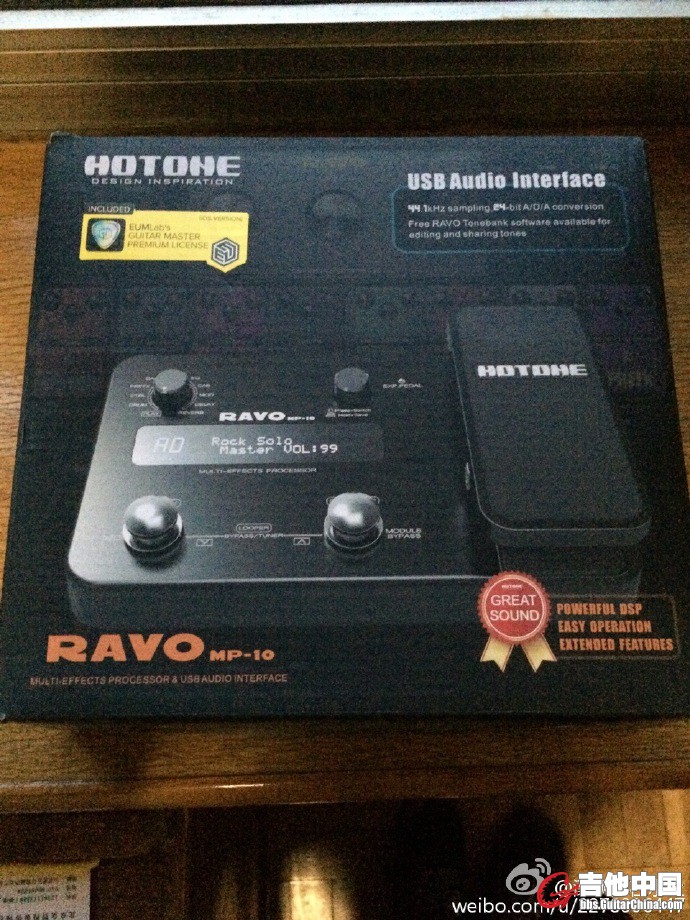 HOTONE
DESIGN INSPIRATION
INCLUDED
EUMLab's
GUITAR MASTER
PREMIUM LICENSE
iOS VERSION
USB Audio Interface
44.1kHz sampling, 24-bit A/D/A conversion
Free RAVO Tonebank software available for
editing and sharing tones
HOTONE
EXP PEDAL
RAVO MP-10
A0 Rock Solo
Master VOL:99
MULTI-EFFECTS PROCESSOR
LOOPER
BYPASS/TUNER
MODULE
BYPASS
GREAT
SOUND
POWERFUL DSP
EASY OPERATION
EXTENDED FEATURES
RAVO MP-10
MULTI-EFFECTS PROCESSOR & USB AUDIO INTERFACE
吉他中国
bbs.GuitarChina.com